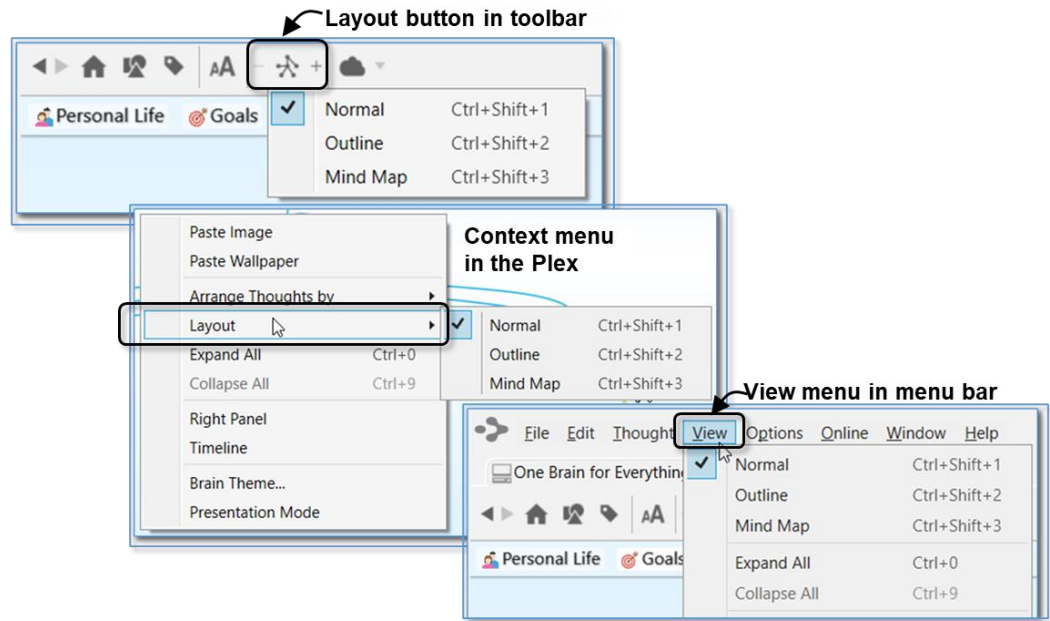 Layout button in toolbar
AA
Personal Life Goals
Normal Ctrl+Shift+1
Outline Ctrl+Shift+2
Mind Map Ctrl+Shift+3
Context menu
in the Plex
Paste Image
Paste Wallpaper
Arrange Thoughts by
Layout
Expand All Ctrl+0
Collapse All Ctrl+9
Right Panel
Timeline
Brain Theme...
Presentation Mode
Normal Ctrl+Shift+1
Outline Ctrl+Shift+2
Mind Map Ctrl+Shift+3
View menu in menu bar
File Edit Thought View Options Online Window Help
One Brain for Everything
AA
Personal Life Goals
Normal Ctrl+Shift+1
Outline Ctrl+Shift+2
Mind Map Ctrl+Shift+3
Expand All Ctrl+0
Collapse All Ctrl+9